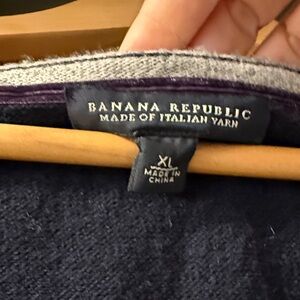 BANANA REPUBLIC
MADE OF ITALIAN YARN
XL
MADE IN
CHINA